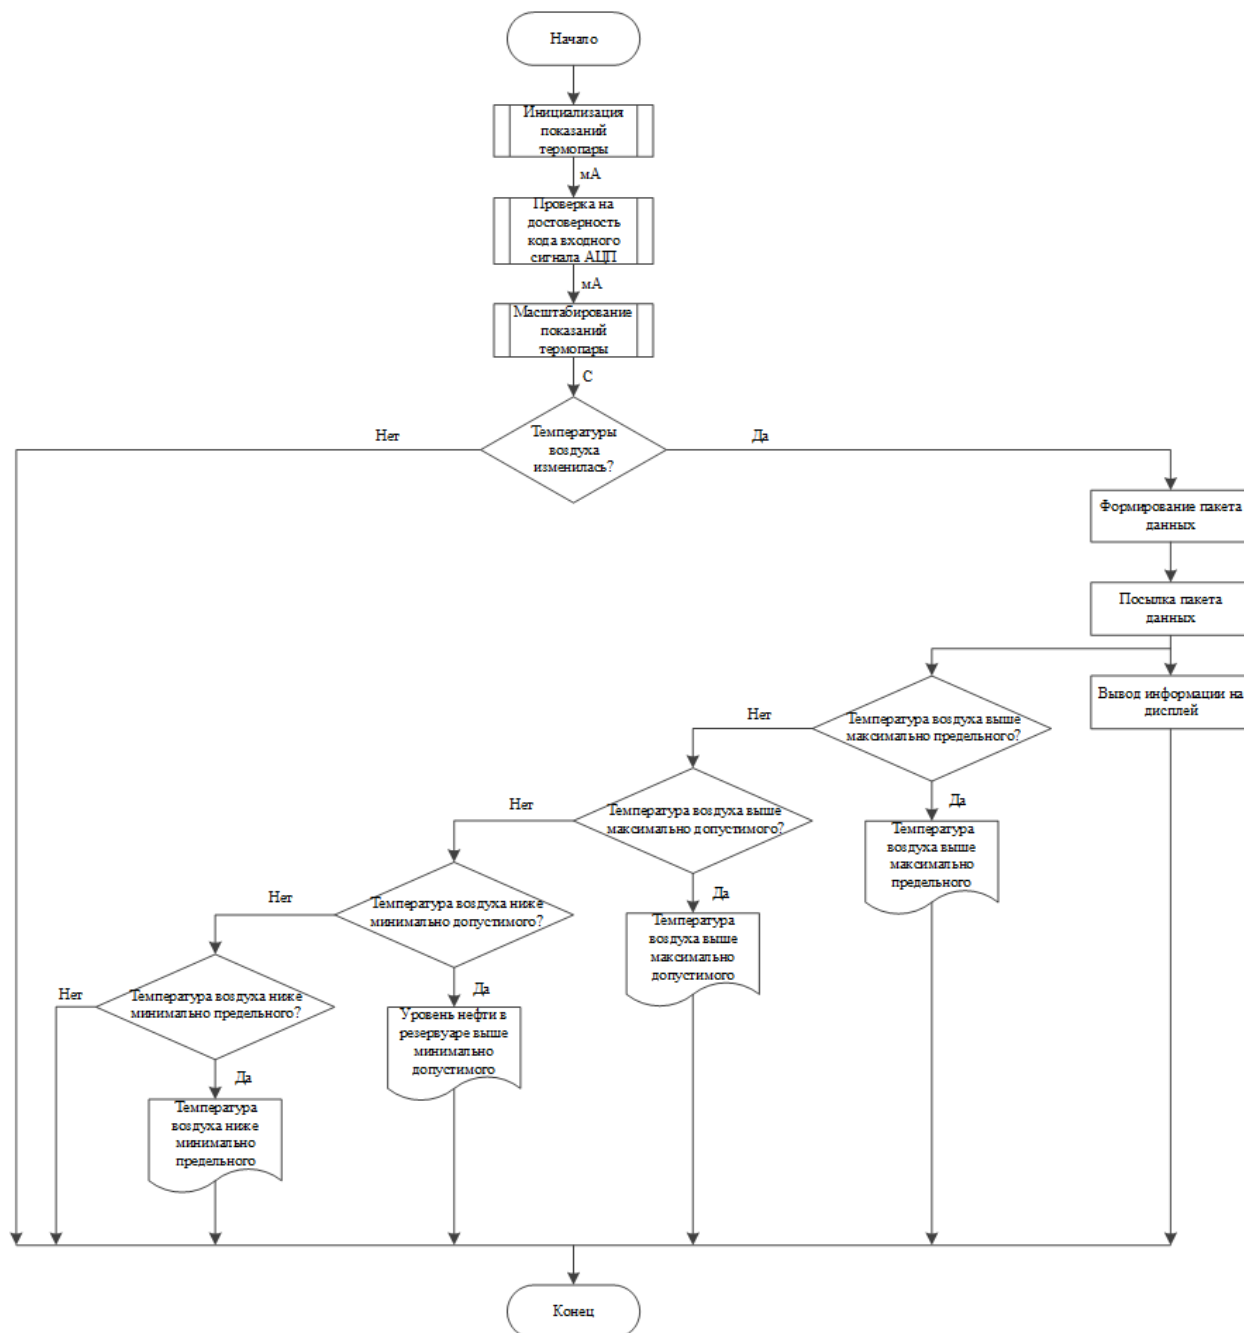 Начало
Инициализация
показаний
термопары
мА
Проверка на
достоверность
кода входного
сигнала АЦП
мА
Масштабирование
показаний
термопары
С
Нет
Температуры
воздуха
изменилась?
Да
Формирование пакета
данных
Посылка пакета
данных
Вывод информации на
дисплей
Температура воздуха выше
максимально предельного?
Нет
Да
Температура
воздуха выше
максимально
предельного
Температура воздуха выше
максимально допустимого?
Нет
Да
Температура
воздуха выше
максимально
допустимого
Температура воздуха ниже
минимально допустимого?
Нет
Да
Уровень нефти в
резервуаре выше
минимально
допустимого
Температура воздуха ниже
минимально предельного?
Нет
Да
Температура
воздуха ниже
минимально
предельного
Конец